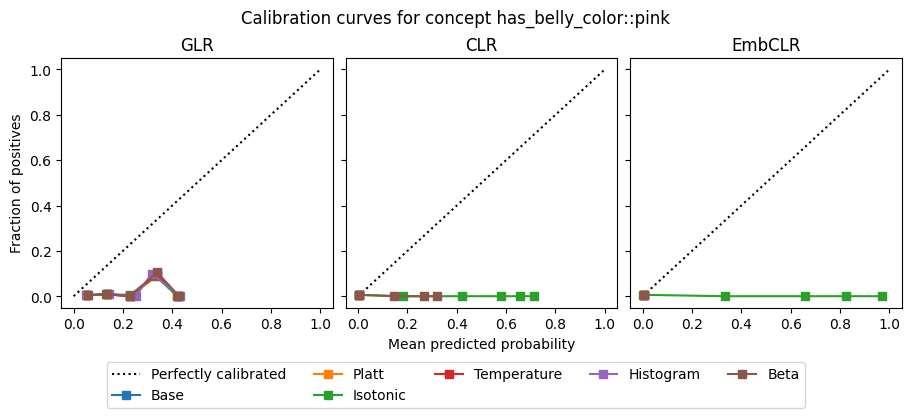 Calibration curves for concept has_belly_color::pink
GLR
CLR
EmbCLR
Fraction of positives
1.0
0.8
0.6
0.4
0.2
0.0
0.0 0.2 0.4 0.6 0.8 1.0
0.0 0.2 0.4 0.6 0.8 1.0
0.0 0.2 0.4 0.6 0.8 1.0
Mean predicted probability
Perfectly calibrated
Base
Platt
Isotonic
Temperature
Histogram
Beta